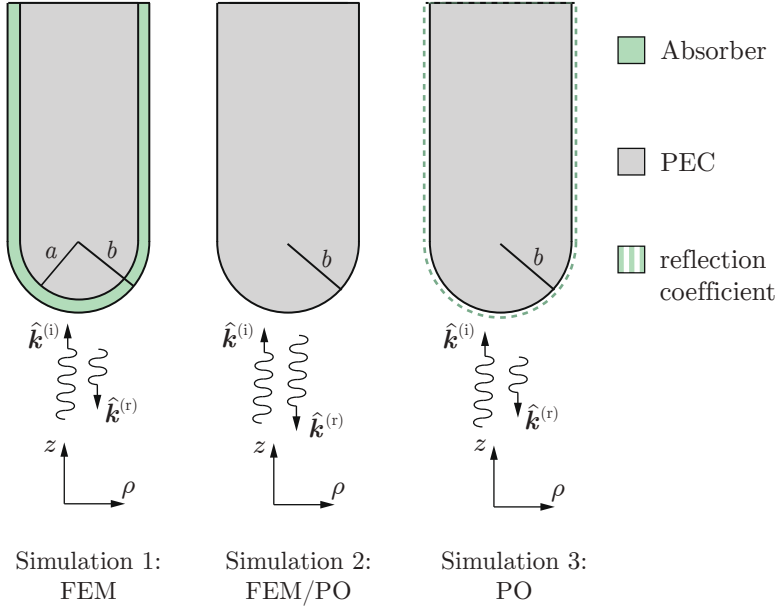 Absorber
PEC
reflection
coefficient
a
b
b
b
k̂⁽ⁱ⁾
k̂⁽ʳ⁾
z
ρ
k̂⁽ⁱ⁾
k̂⁽ʳ⁾
z
ρ
k̂⁽ⁱ⁾
k̂⁽ʳ⁾
z
ρ
Simulation 1:
FEM
Simulation 2:
FEM/PO
Simulation 3:
PO